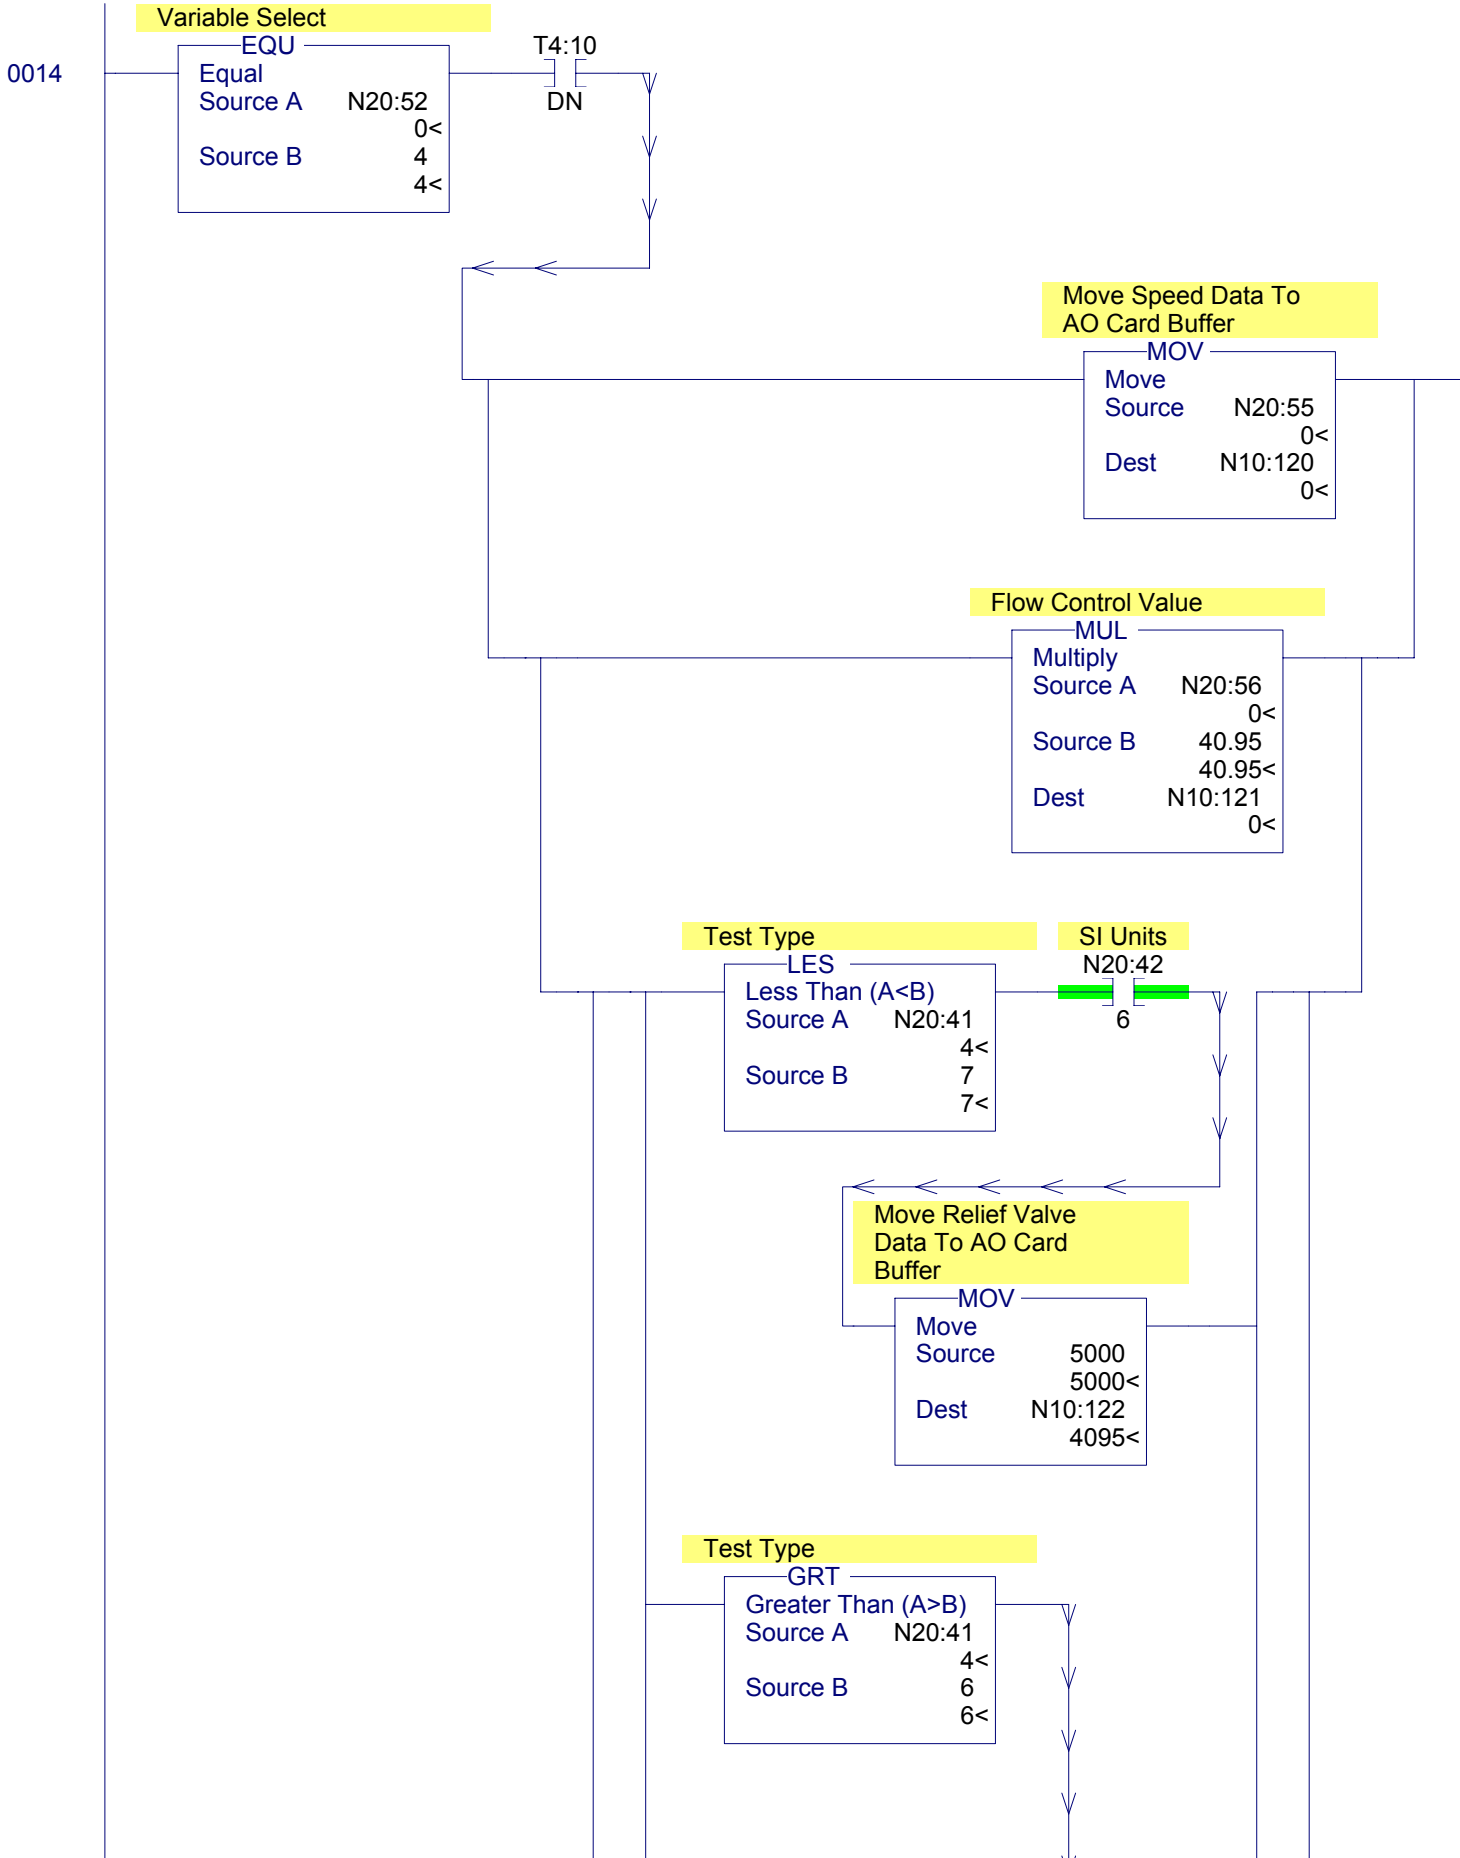 Variable Select
EQU
0014
Equal
Source A N20:52
0<
Source B 4
4<
T4:10
DN
Move Speed Data To
AO Card Buffer
MOV
Move
Source N20:55
0<
Dest N10:120
0<
Flow Control Value
MUL
Multiply
Source A N20:56
0<
Source B 40.95
40.95<
Dest N10:121
0<
Test Type
LES
Less Than (A<B)
Source A N20:41
4<
Source B 7
7<
SI Units
N20:42
6
Move Relief Valve
Data To AO Card
Buffer
MOV
Move
Source 5000
5000<
Dest N10:122
4095<
Test Type
GRT
Greater Than (A>B)
Source A N20:41
4<
Source B 6
6<